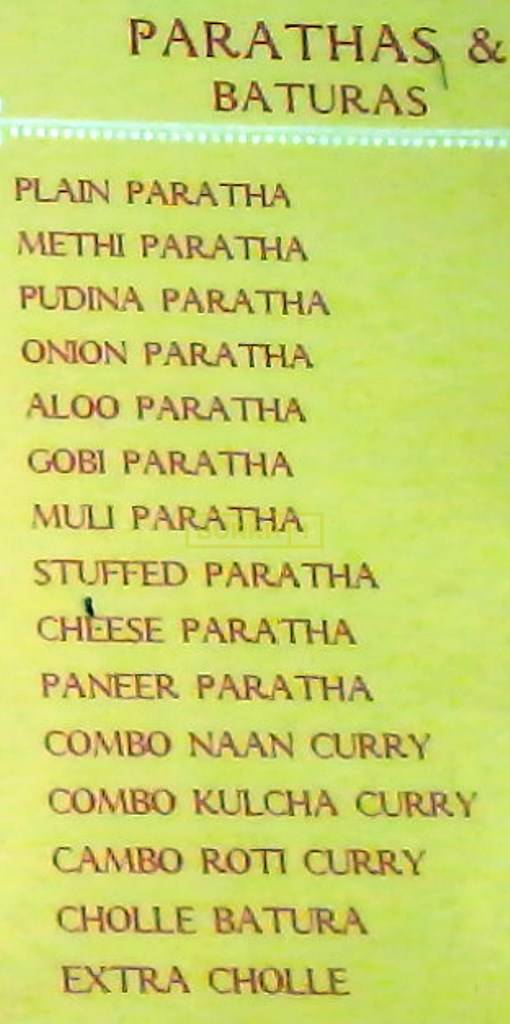 PARATHAS &
BATURAS
PLAIN PARATHA
METHI PARATHA
PUDINA PARATHA
ONION PARATHA
ALOO PARATHA
GOBI PARATHA
MULI PARATHA
STUFFED PARATHA
CHEESE PARATHA
PANEER PARATHA
COMBO NAAN CURRY
COMBO KULCHA CURRY
CAMBO ROTI CURRY
CHOLLE BATURA
EXTRA CHOLLE